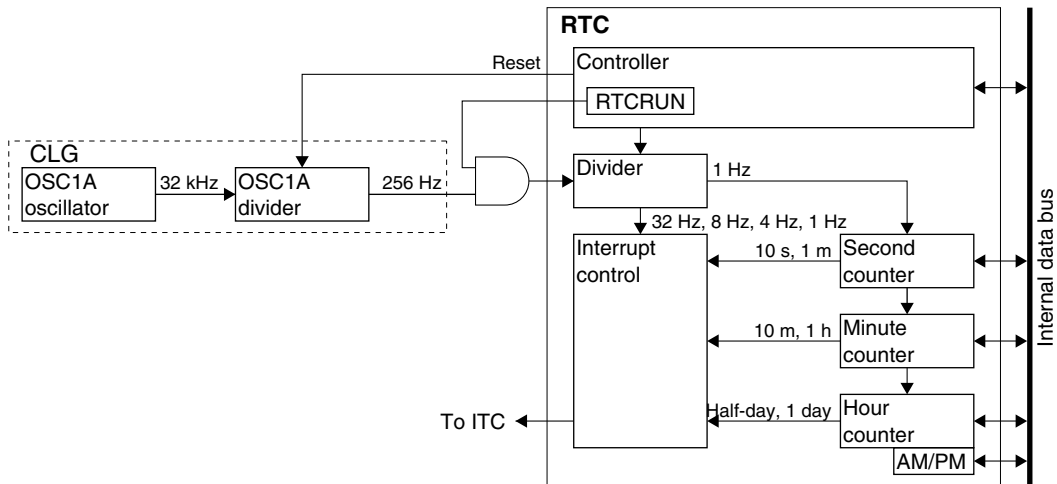 RTC
Reset
Controller
RTCRUN
CLG
OSC1A
oscillator
32 kHz
OSC1A
divider
256 Hz
Divider
1 Hz
32 Hz, 8 Hz, 4 Hz, 1 Hz
Interrupt
control
10 s, 1 m
Second
counter
10 m, 1 h
Minute
counter
Half-day, 1 day
Hour
counter
AM/PM
To ITC
Internal data bus